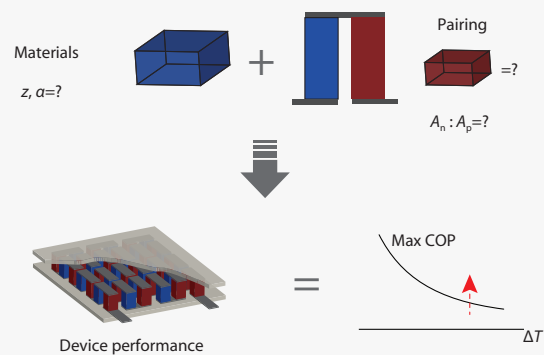 Materials
z, α=?
+
Pairing
=?
Aₙ : Aₚ=?
Device performance
=
Max COP
ΔT